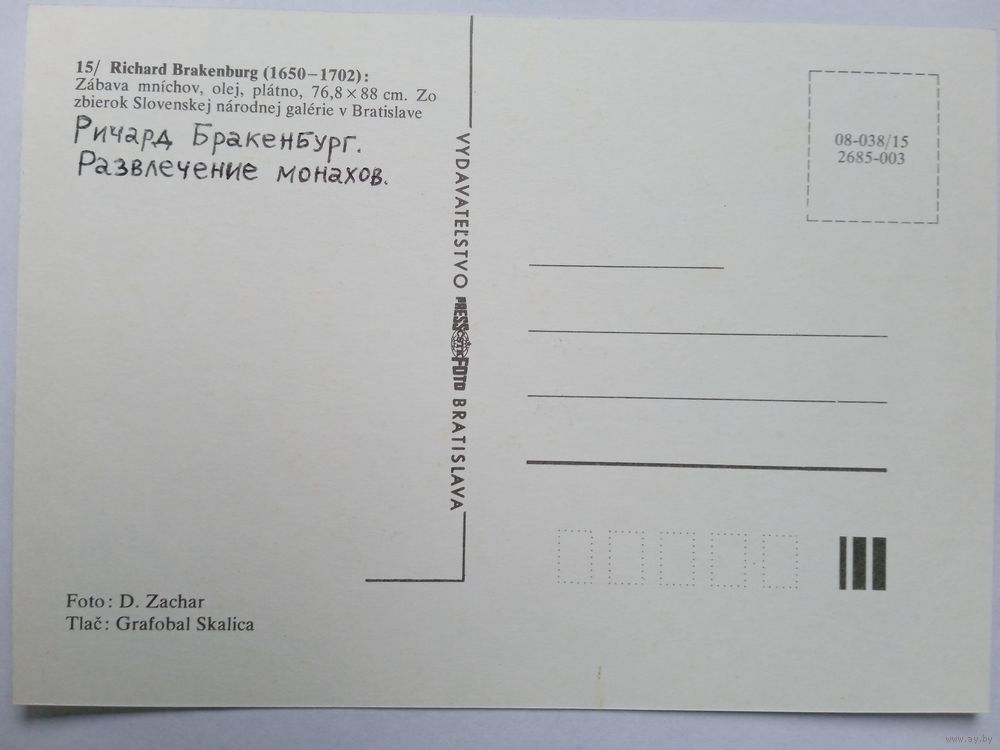 15/ Richard Brakenburg (1650–1702):
Zábava mníchov, olej, plátno, 76,8 × 88 cm. Zo
zbierok Slovenskej národnej galérie v Bratislave
Ричард Бракенбург.
Развлечение монахов.
VYDAVATEĽSTVO PRESSFOTO BRATISLAVA
08-038/15
2685-003
Foto: D. Zachar
Tlač: Grafobal Skalica
www.ay.by